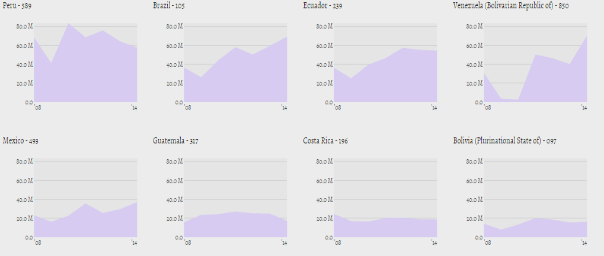 Peru - 589
80.0 M
60.0 M
40.0 M
20.0 M
0.0
'08 '14
Brazil - 105
80.0 M
60.0 M
40.0 M
20.0 M
0.0
'08 '14
Ecuador - 239
80.0 M
60.0 M
40.0 M
20.0 M
0.0
'08 '14
Venezuela (Bolivarian Republic of) - 850
80.0 M
60.0 M
40.0 M
20.0 M
0.0
'08 '14
Mexico - 493
80.0 M
60.0 M
40.0 M
20.0 M
0.0
'08 '14
Guatemala - 317
80.0 M
60.0 M
40.0 M
20.0 M
0.0
'08 '14
Costa Rica - 196
80.0 M
60.0 M
40.0 M
20.0 M
0.0
'08 '14
Bolivia (Plurinational State of) - 097
80.0 M
60.0 M
40.0 M
20.0 M
0.0
'08 '14